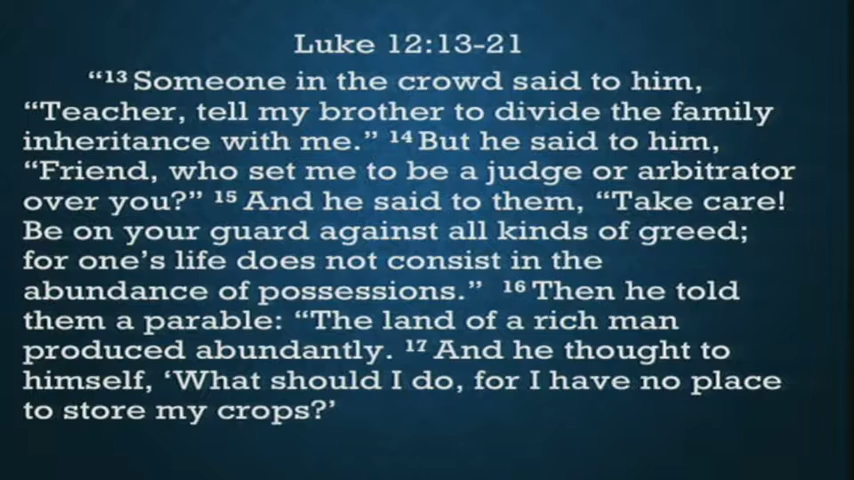 Luke 12:13-21
“¹³ Someone in the crowd said to him,
“Teacher, tell my brother to divide the family
inheritance with me.” ¹⁴ But he said to him,
“Friend, who set me to be a judge or arbitrator
over you?” ¹⁵ And he said to them, “Take care!
Be on your guard against all kinds of greed;
for one’s life does not consist in the
abundance of possessions.” ¹⁶ Then he told
them a parable: “The land of a rich man
produced abundantly. ¹⁷ And he thought to
himself, ‘What should I do, for I have no place
to store my crops?’